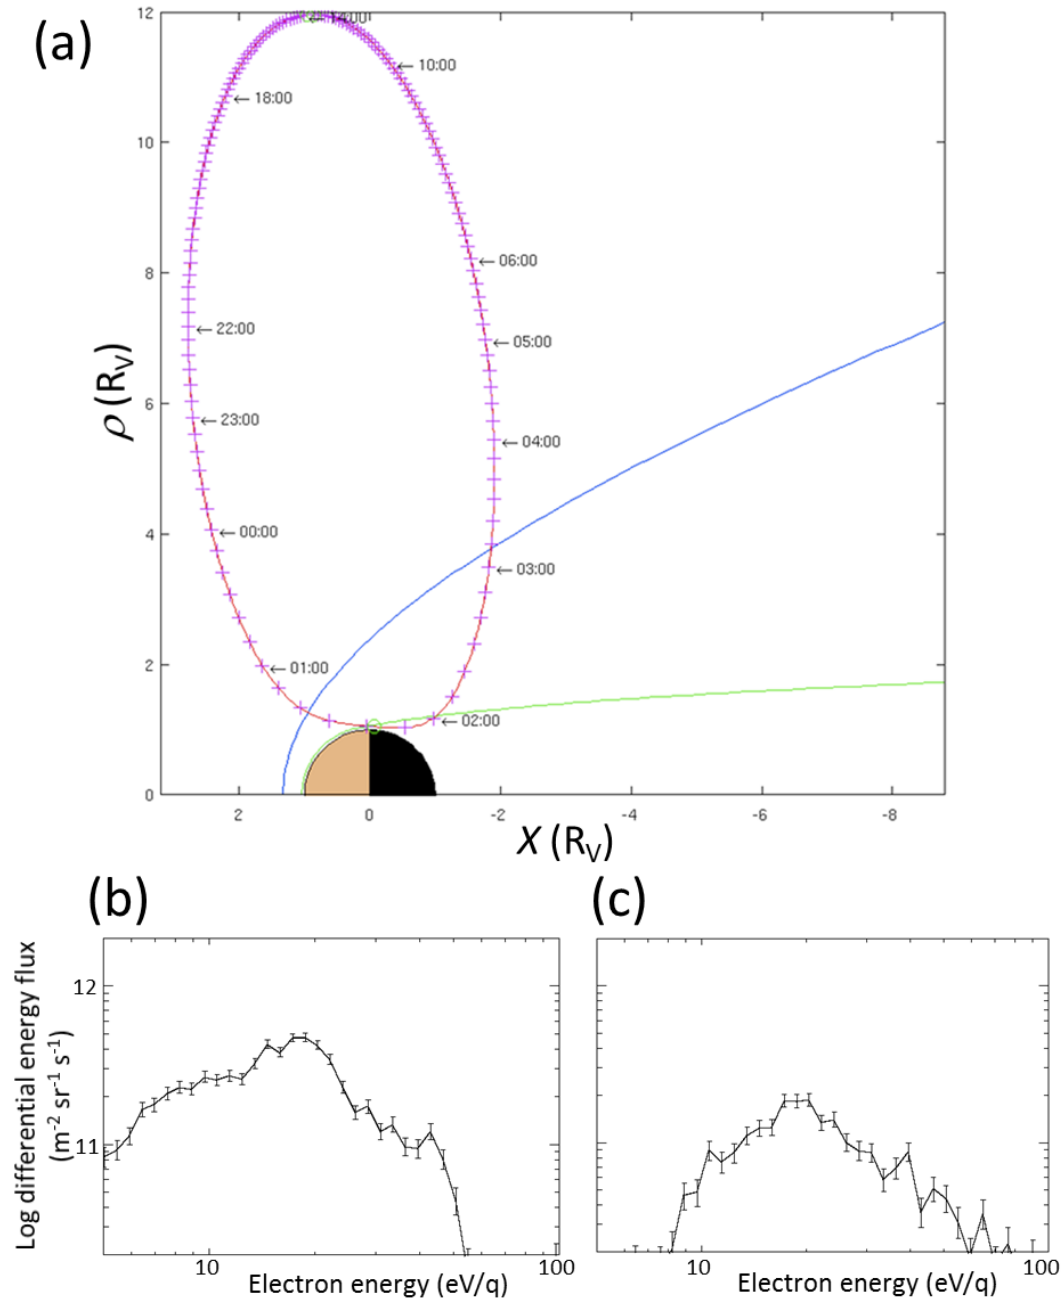 (a)
12
10
8
6
4
2
0
ρ (R_V)
← 10:00
← 18:00
← 06:00
← 22:00
← 05:00
← 23:00
← 04:00
← 00:00
← 03:00
← 01:00
← 02:00
2 0 -2 -4 -6 -8
X (R_V)
(b)
(c)
Log differential energy flux
(m⁻² sr⁻¹ s⁻¹)
12
11
10 100
Electron energy (eV/q)
10 100
Electron energy (eV/q)